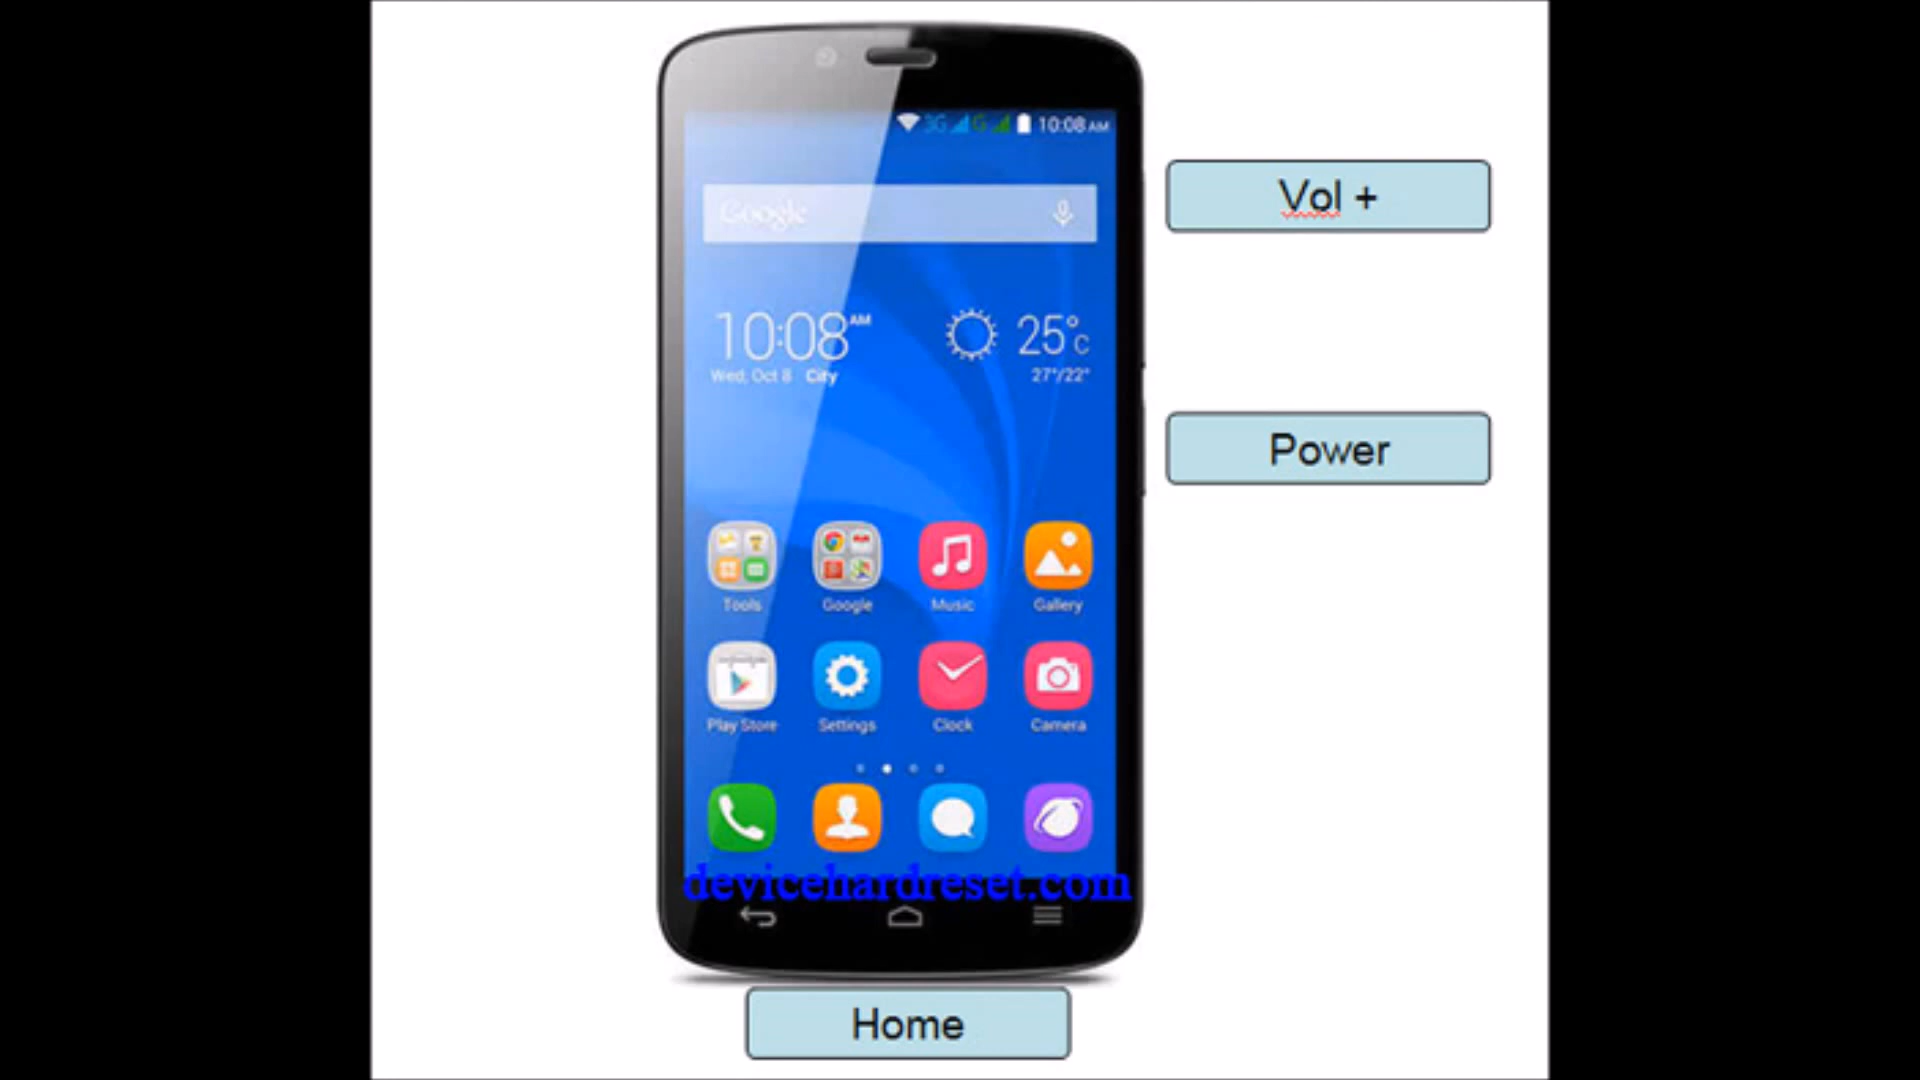 3G G 10:08 AM
Vol +
Google
10:08 AM
25°C
Wed, Oct 8 City
27°/22°
Power
Tools Google Music Gallery
Play Store Settings Clock Camera
devicehardreset.com
Home